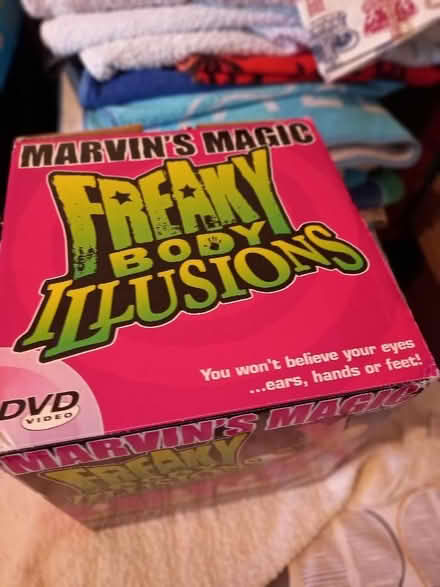 MARVIN'S MAGIC
FREAKY
BODY
ILLUSIONS
You won't believe your eyes
...ears, hands or feet!
DVD
VIDEO
MARVIN'S MAGIC
FREAKY